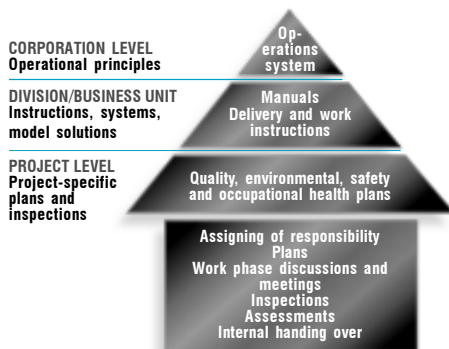 CORPORATION LEVEL
Operational principles
Op-
erations
system
DIVISION/BUSINESS UNIT
Instructions, systems,
model solutions
Manuals
Delivery and work
instructions
PROJECT LEVEL
Project-specific
plans and
inspections
Quality, environmental, safety
and occupational health plans
Assigning of responsibility
Plans
Work phase discussions and
meetings
Inspections
Assessments
Internal handing over